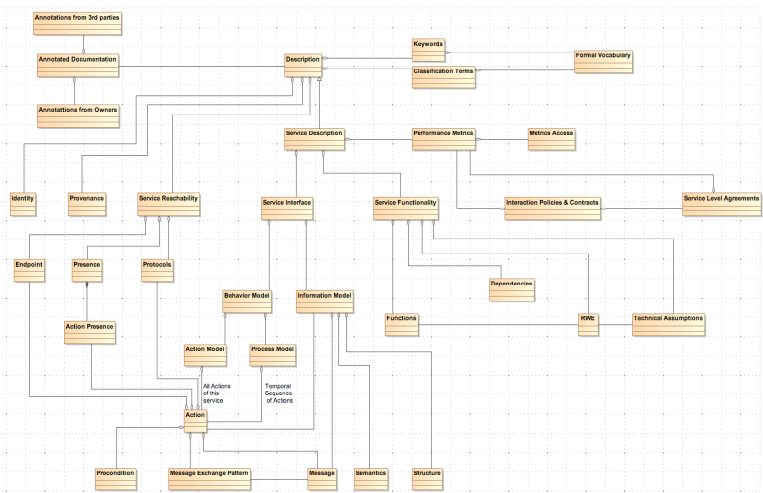 Annotations from 3rd parties
Keywords
Annotated Documentation
Description
Formal Vocabulary
Classification Terms
Annotattions from Owners
Service Description
Performance Metrics
Metrics Access
Identity
Provenance
Service Reachability
Service Interface
Service Functionality
Interaction Policies & Contracts
Service Level Agreements
Endpoint
Presence
Protocols
Dependencies
Behavior Model
Information Model
Action Presence
Functions
RWE
Technical Assumptions
Action Model
Process Model
All Actions
of this
service
Temporal
Sequence
of Actions
Action
Precondition
Message Exchange Pattern
Message
Semantics
Structure